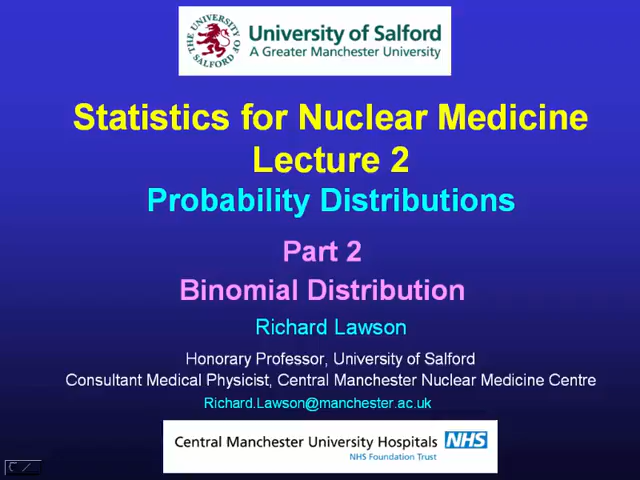 THE UNIVERSITY OF SALFORD
University of Salford
A Greater Manchester University
Statistics for Nuclear Medicine
Lecture 2
Probability Distributions
Part 2
Binomial Distribution
Richard Lawson
Honorary Professor, University of Salford
Consultant Medical Physicist, Central Manchester Nuclear Medicine Centre
Richard.Lawson@manchester.ac.uk
Central Manchester University Hospitals NHS
NHS Foundation Trust